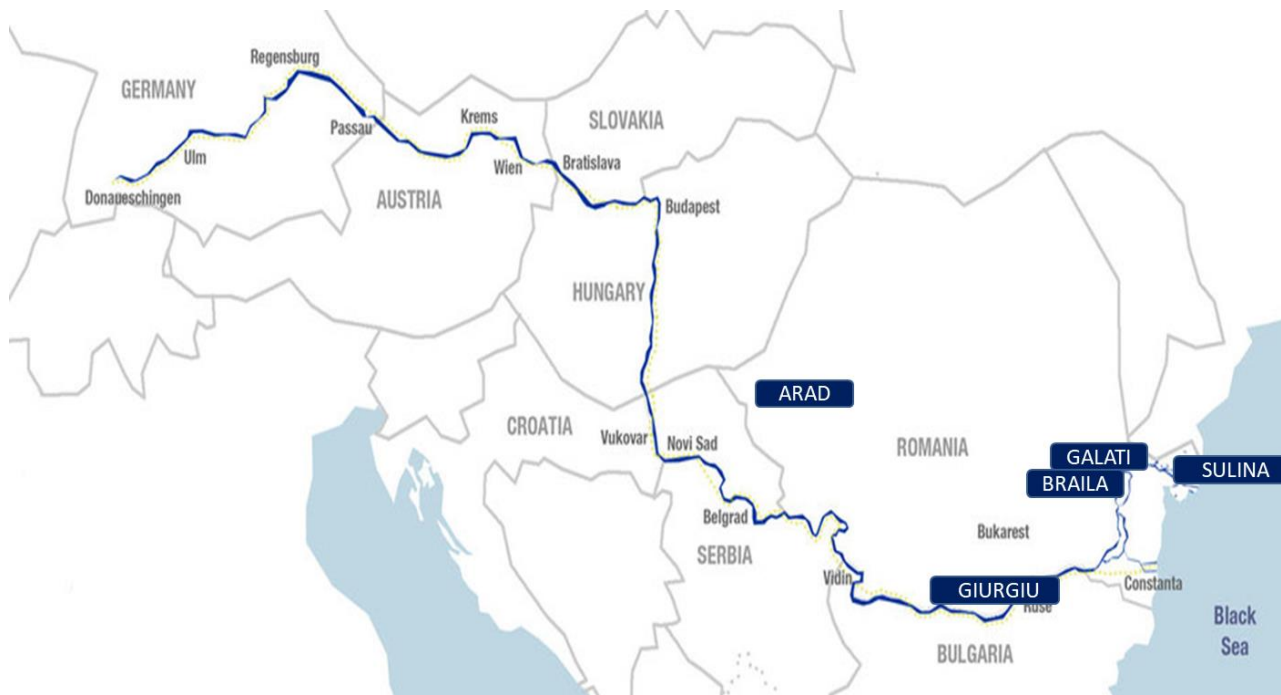 Regensburg
GERMANY
Krems
SLOVAKIA
Passau
Ulm
Wien
Bratislava
Donaueschingen
AUSTRIA
Budapest
HUNGARY
ARAD
CROATIA
Vukovar
Novi Sad
ROMANIA
GALATI
SULINA
BRAILA
Belgrad
Bukarest
SERBIA
Vidin
GIURGIU
Constanta
Ruse
Black
Sea
BULGARIA